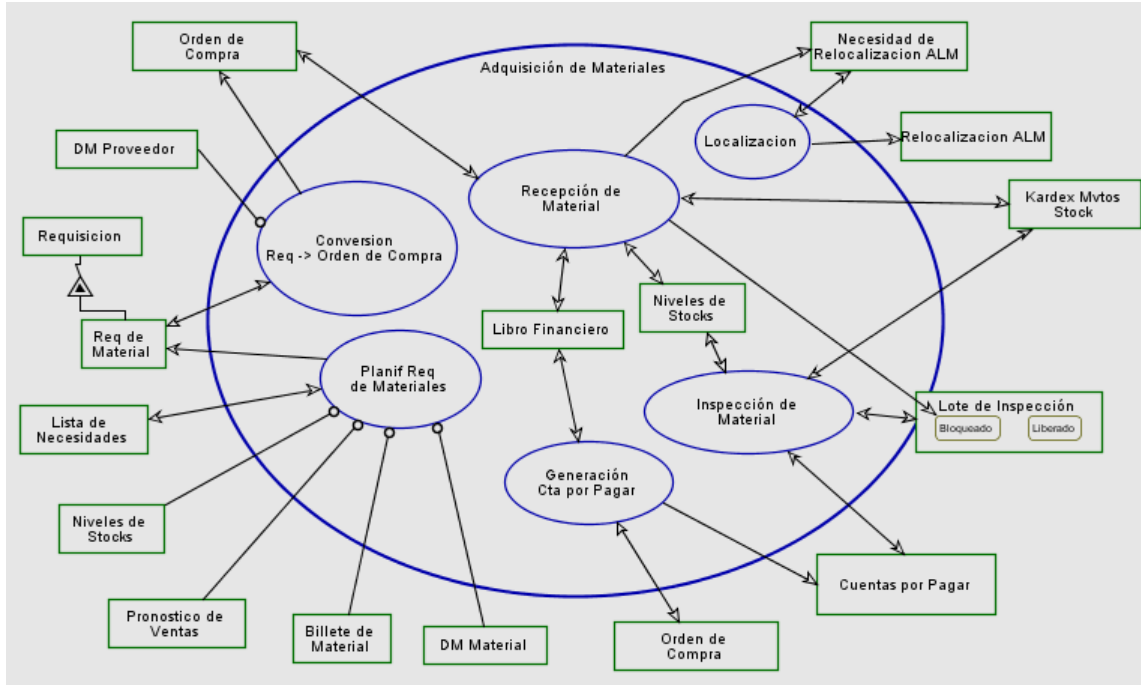 Orden de
Compra
Necesidad de
Relocalizacion ALM
Adquisición de Materiales
Localizacion
Relocalizacion ALM
DM Proveedor
Recepción de
Material
Kardex Mvtos
Stock
Requisicion
Conversion
Req -> Orden de Compra
Niveles de
Stocks
Libro Financiero
Req de
Material
Planif Req
de Materiales
Lista de
Necesidades
Inspección de
Material
Lote de Inspección
Bloqueado
Liberado
Generación
Cta por Pagar
Niveles de
Stocks
Cuentas por Pagar
Pronostico de
Ventas
Billete de
Material
DM Material
Orden de
Compra